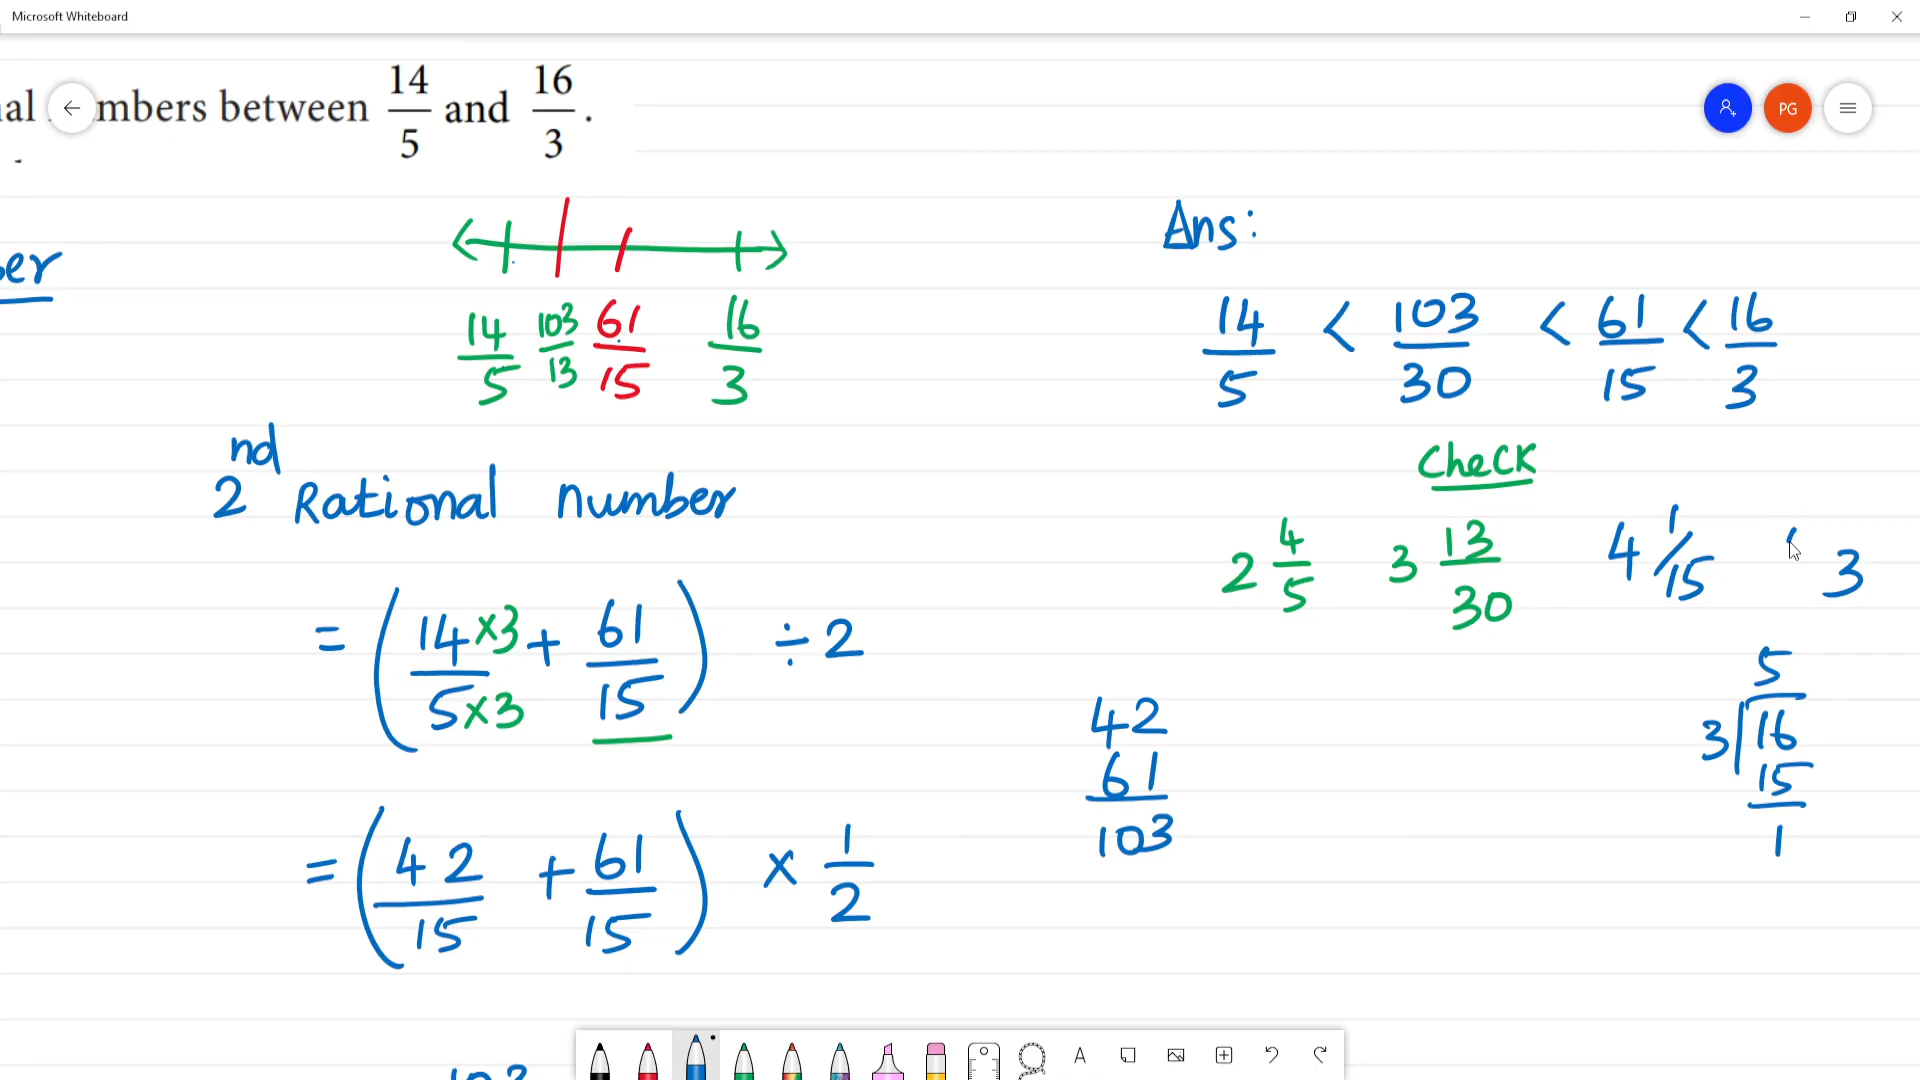 Microsoft Whiteboard
al mbers between 14/5 and 16/3 .
PG
er
14/5 103/13 61/15 16/3
2nd Rational number
= (14×3/5×3 + 61/15) ÷ 2
= (42/15 + 61/15) × 1/2
103
42
61
103
Ans:
14/5 < 103/30 < 61/15 < 16/3
Check
2 4/5 3 13/30 4 1/15 3
5
3 16
15
1
A